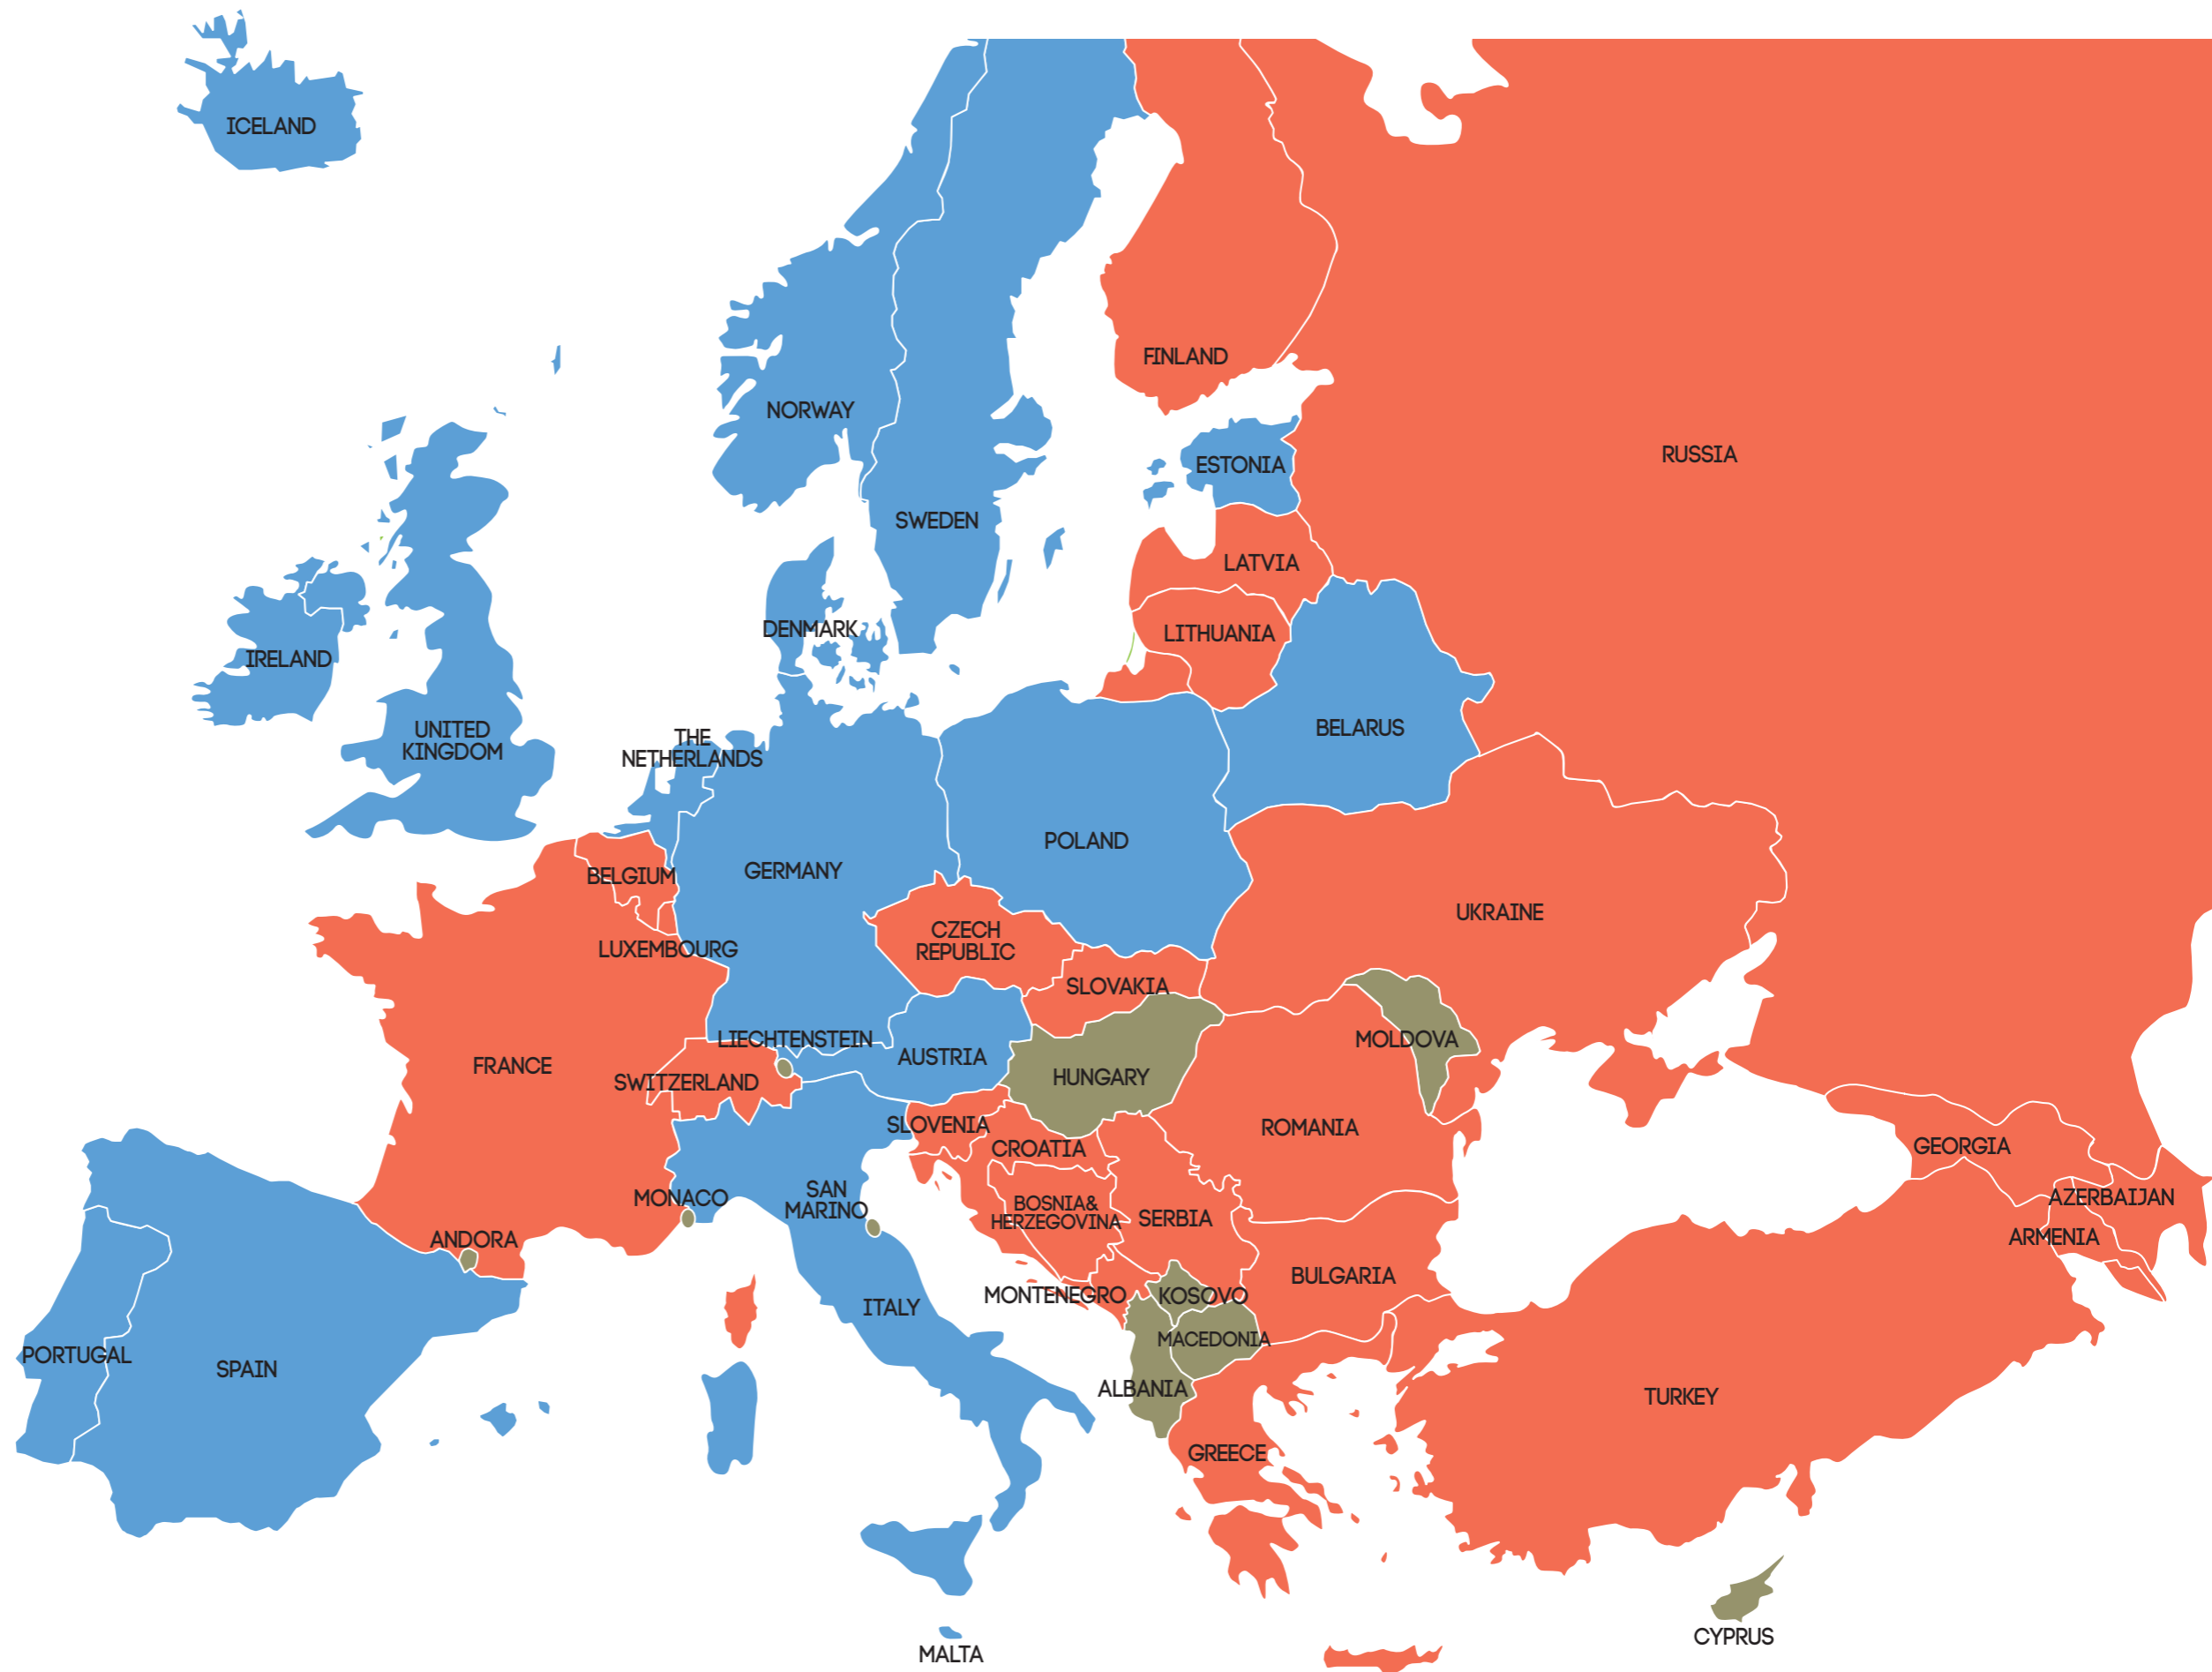 ICELAND
FINLAND
NORWAY
RUSSIA
ESTONIA
SWEDEN
LATVIA
DENMARK
LITHUANIA
IRELAND
UNITED
KINGDOM
BELARUS
THE
NETHERLANDS
POLAND
GERMANY
BELGIUM
UKRAINE
CZECH
REPUBLIC
LUXEMBOURG
SLOVAKIA
LIECHTENSTEIN
MOLDOVA
AUSTRIA
FRANCE
HUNGARY
SWITZERLAND
SLOVENIA
ROMANIA
CROATIA
GEORGIA
SAN
MARINO
MONACO
AZERBAIJAN
BOSNIA&
HERZEGOVINA
SERBIA
ARMENIA
ANDORA
BULGARIA
MONTENEGRO
KOSOVO
ITALY
MACEDONIA
PORTUGAL
SPAIN
ALBANIA
TURKEY
GREECE
CYPRUS
MALTA